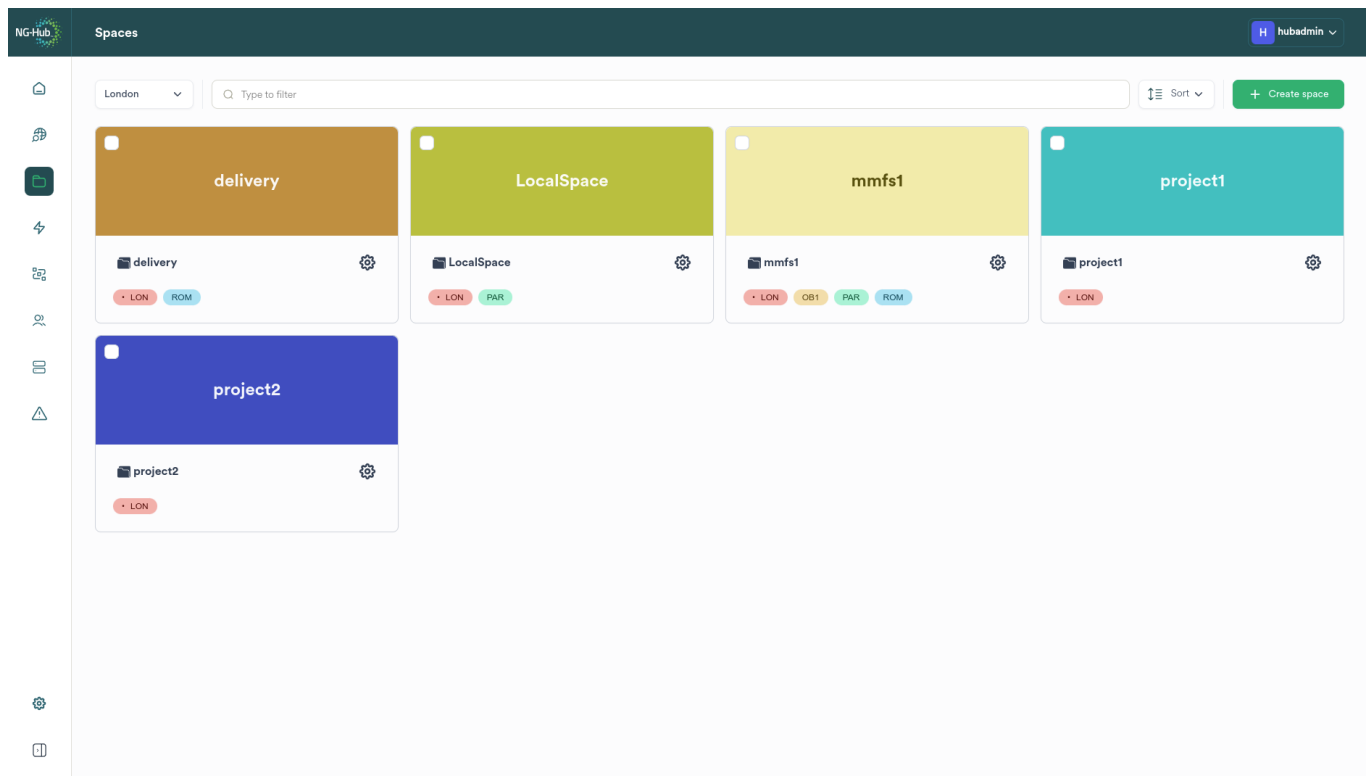 NG-Hub
Spaces
H hubadmin
London
Type to filter
Sort
+ Create space
delivery
LocalSpace
mmfs1
project1
delivery
LocalSpace
mmfs1
project1
• LON ROM
• LON PAR
• LON OB1 PAR ROM
• LON
project2
project2
• LON